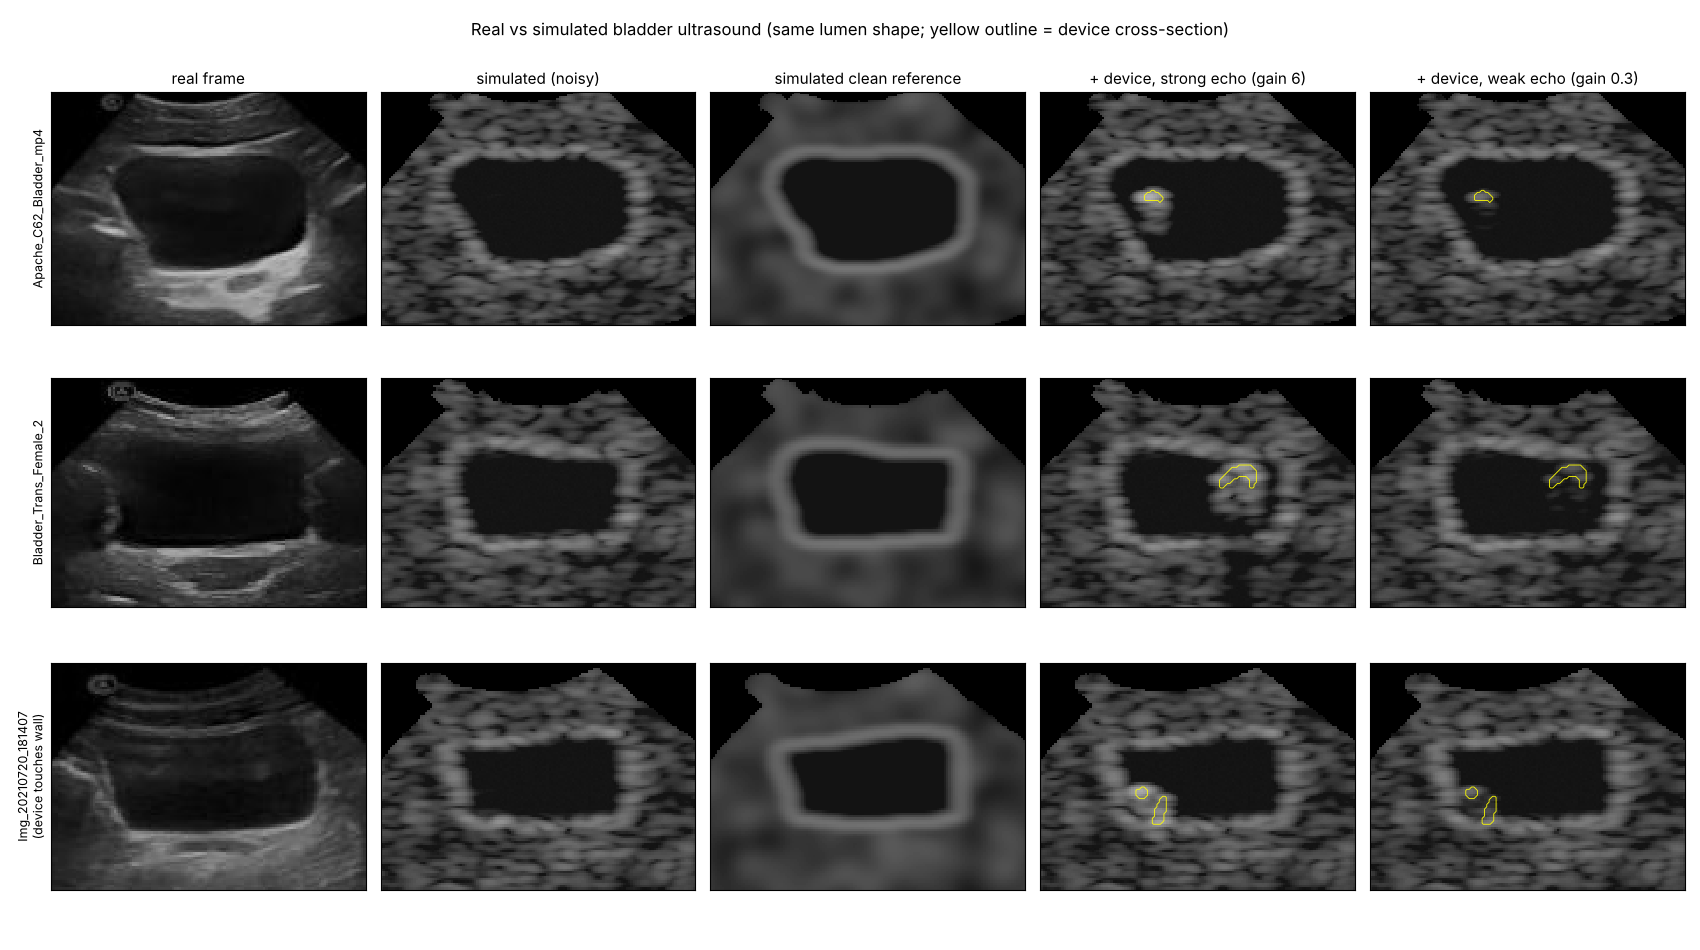 Real vs simulated bladder ultrasound (same lumen shape; yellow outline = device cross-section)
real frame
simulated (noisy)
simulated clean reference
+ device, strong echo (gain 6)
+ device, weak echo (gain 0.3)
Apache_C62_Bladder_mp4
Bladder_Trans_Female_2
Img_20210720_181407
(device touches wall)